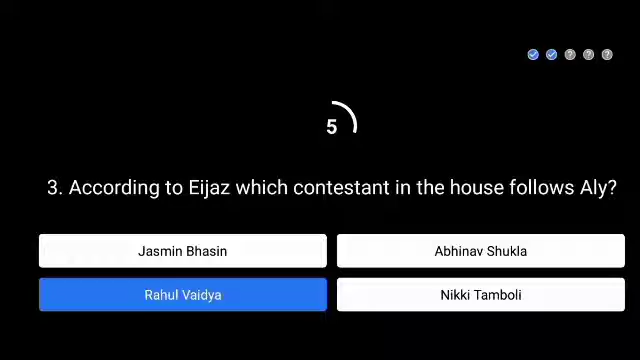 ? ? ?
5
3. According to Eijaz which contestant in the house follows Aly?
Jasmin Bhasin
Abhinav Shukla
Rahul Vaidya
Nikki Tamboli